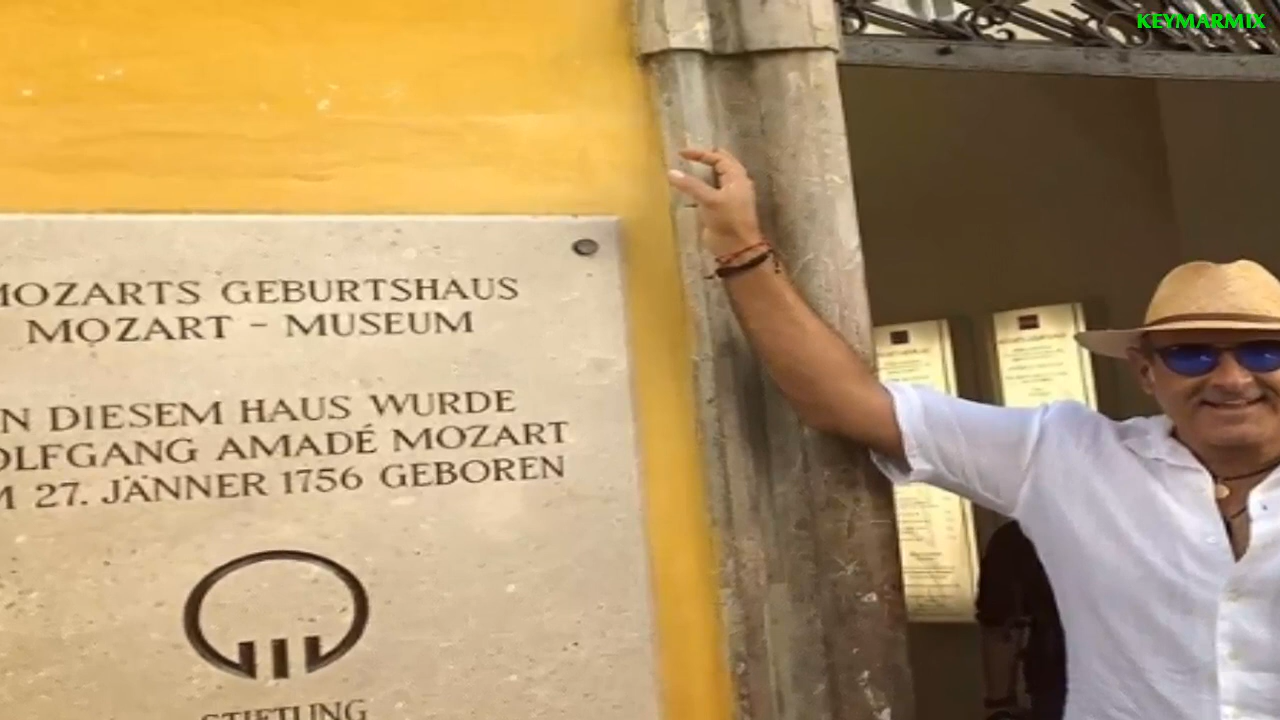 KEYMARMIX
MOZARTS GEBURTSHAUS
MOZART - MUSEUM
N DIESEM HAUS WURDE
OLFGANG AMADÉ MOZART
M 27. JÄNNER 1756 GEBOREN
STIFTUNG